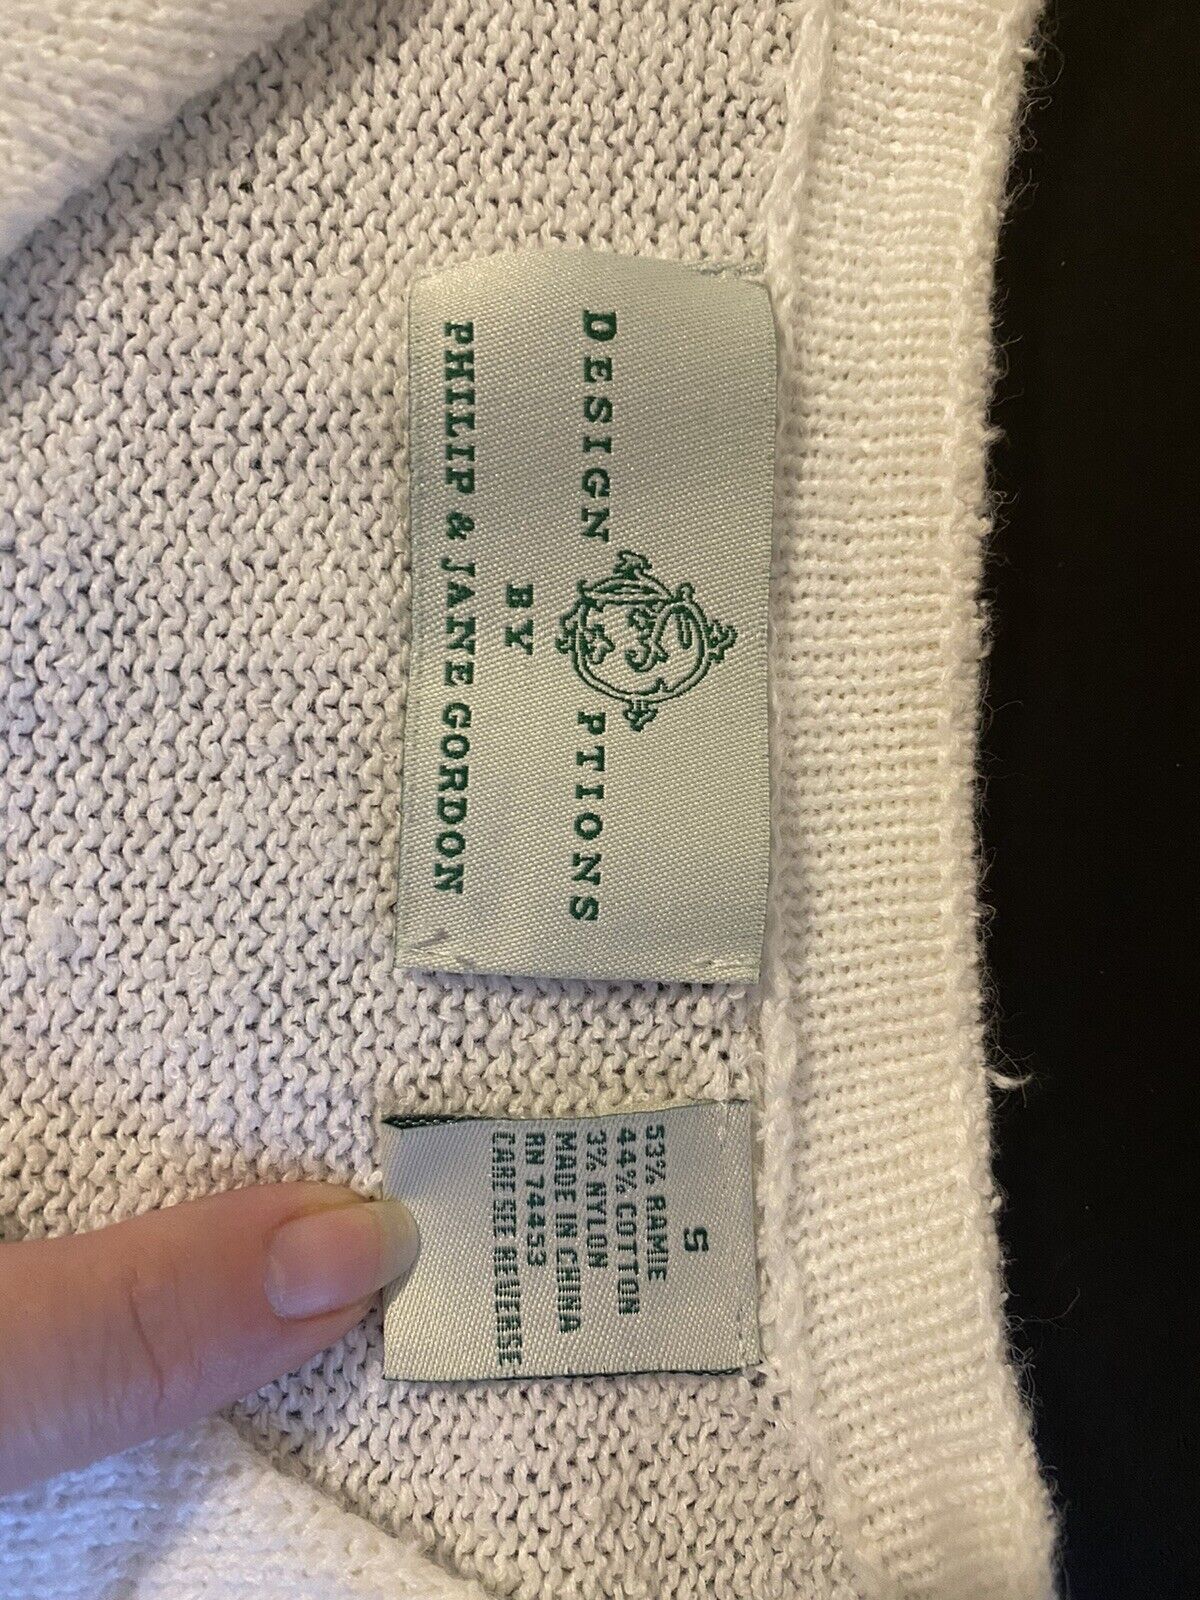 DESIGN PTIONS
BY
PHILIP & JANE GORDON
S
53% RAMIE
44% COTTON
3% NYLON
MADE IN CHINA
RN 74453
CARE SEE REVERSE